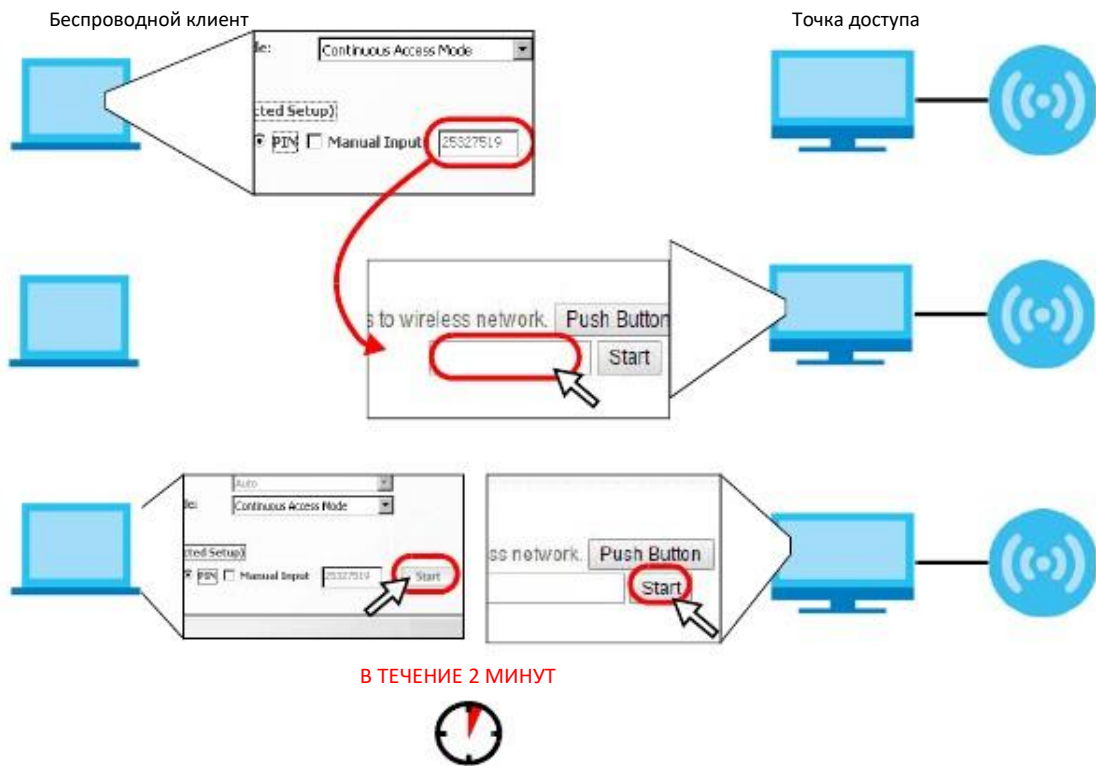 Беспроводной клиент
Точка доступа
de:
Continuous Access Mode
cted Setup)
PIN Manual Input 25327519
s to wireless network. Push Button
Start
Auto
de:
Continuous Access Mode
cted Setup)
PIN Manual Input 25327519 Start
ss network. Push Button
Start
В ТЕЧЕНИЕ 2 МИНУТ